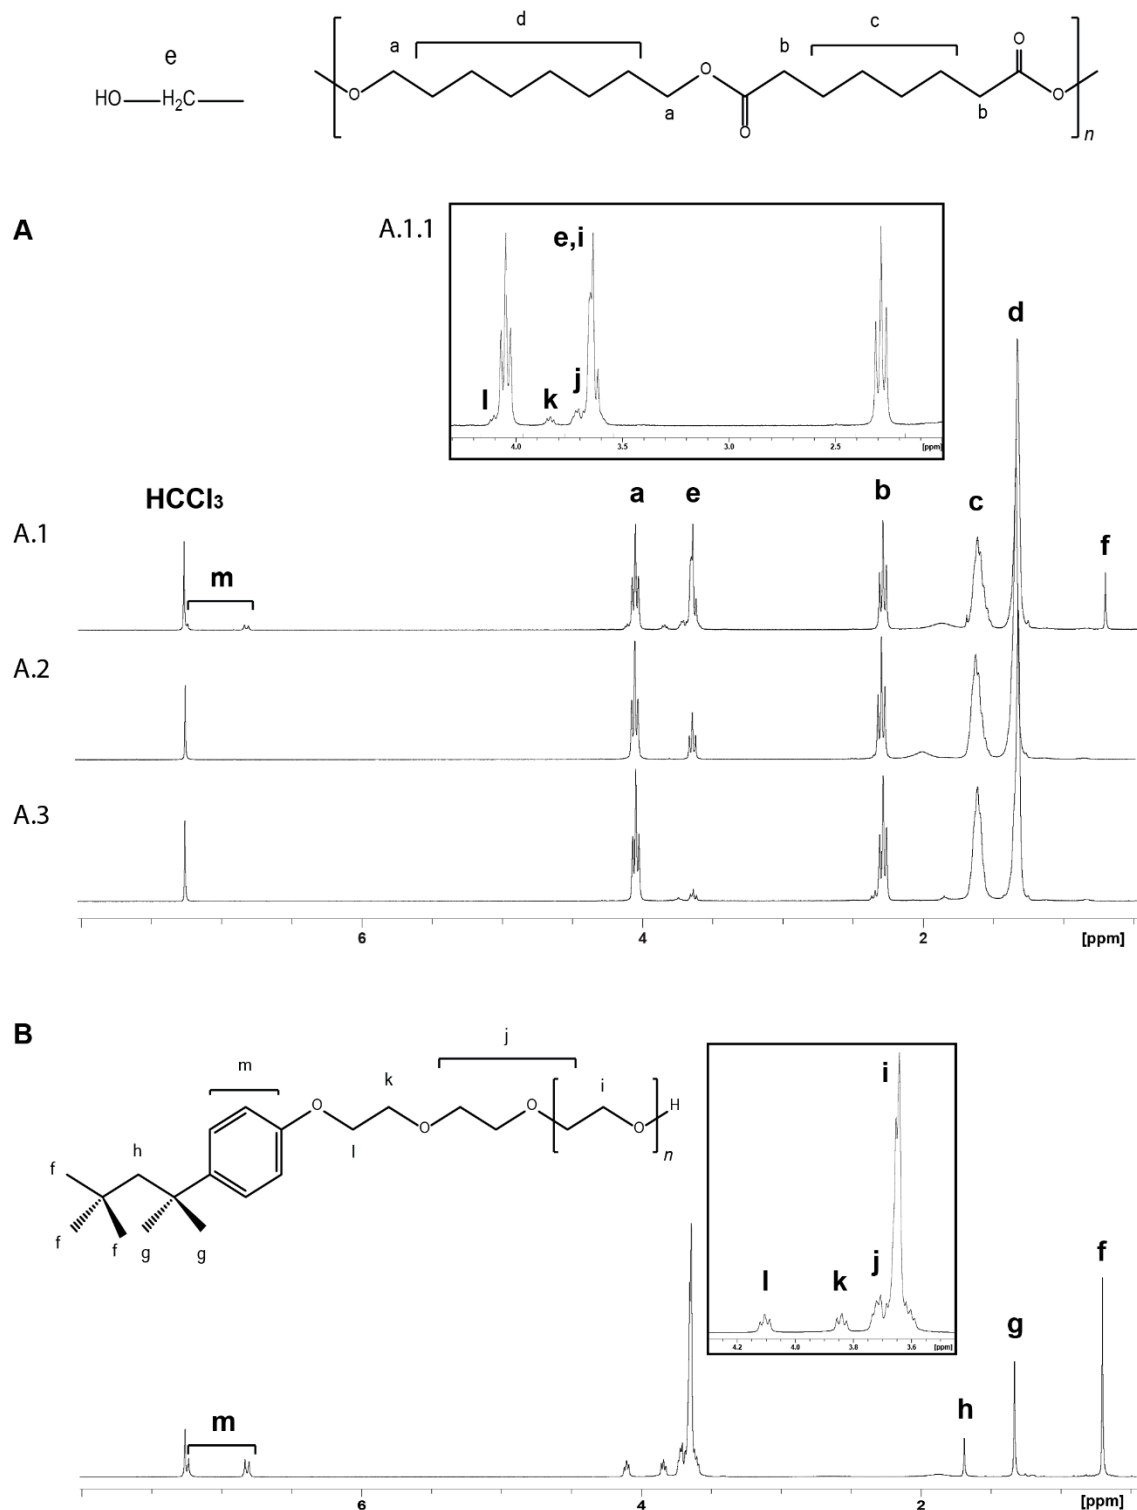 e
HO—H₂C
a
d
b
c
O
O
O
O
a
b
n
A
A.1.1
e,i
l
k
j
4.0 3.5 3.0 2.5 [ppm]
HCCl₃
m
a
e
b
c
d
f
A.1
A.2
A.3
6 4 2 [ppm]
B
j
m
k
i
O
O
O
O
H
l
n
h
f
f
f
g
g
i
l
k
j
4.2 4.0 3.8 3.6 [ppm]
m
h
g
f
6 4 2 [ppm]